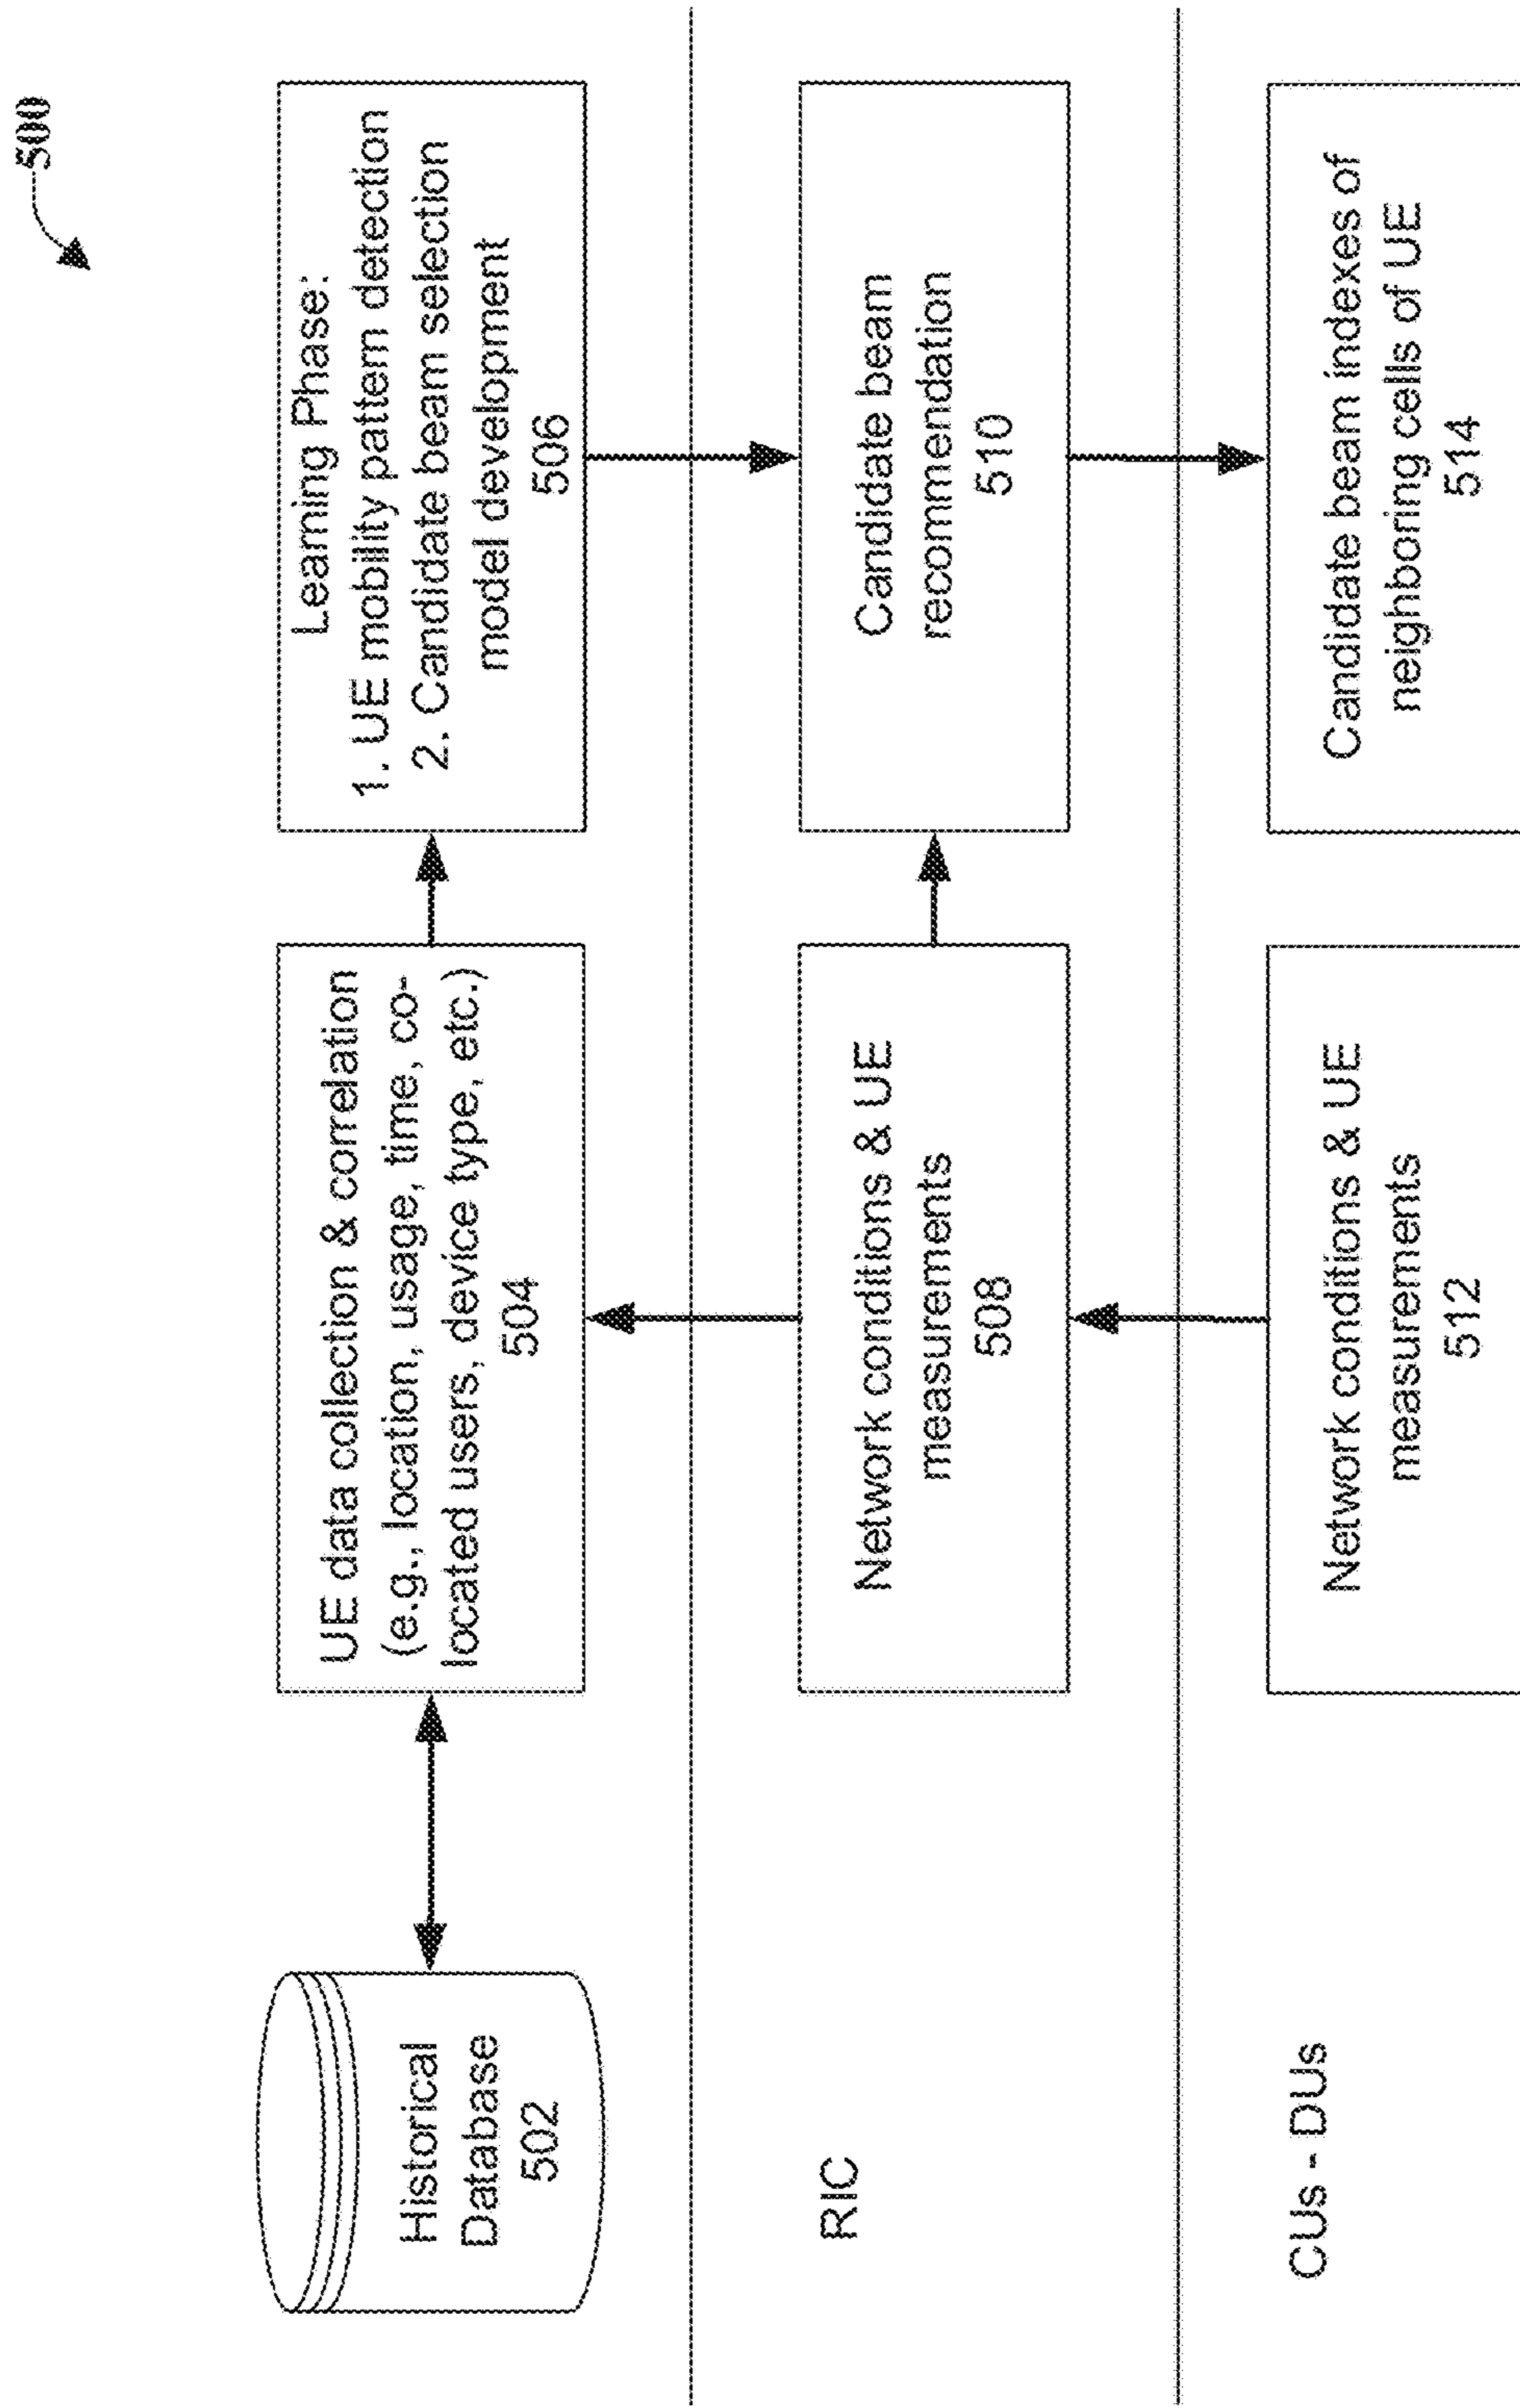 500
Historical
Database
502
UE data collection & correlation
(e.g., location, usage, time, co-
located users, device type, etc.)
504
Learning Phase:
1. UE mobility pattern detection
2. Candidate beam selection
model development
506
RIC
Network conditions & UE
measurements
508
Candidate beam
recommendation
510
CUs - DUs
Network conditions & UE
measurements
512
Candidate beam indexes of
neighboring cells of UE
514